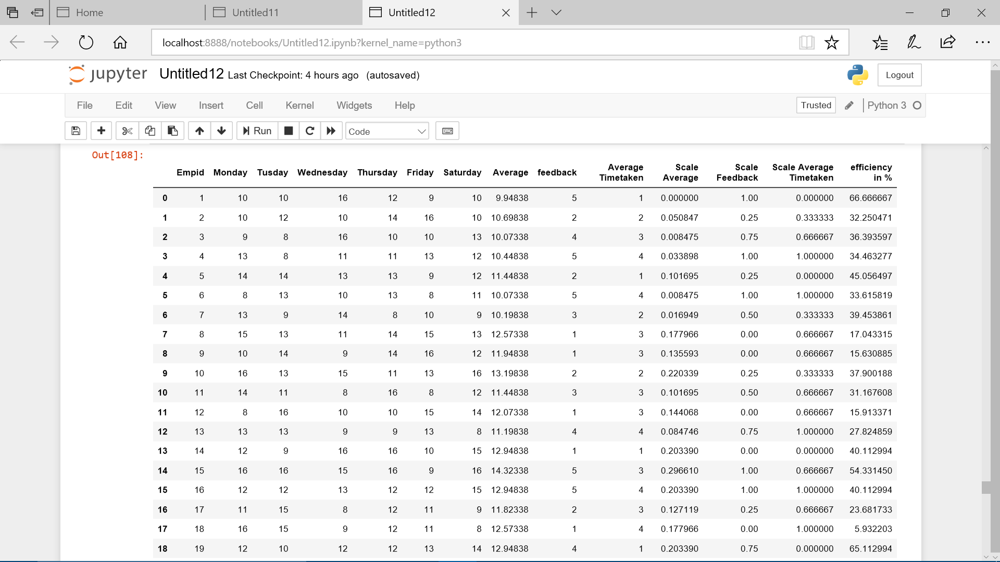 Home Untitled11 Untitled12
localhost:8888/notebooks/Untitled12.ipynb?kernel_name=python3
jupyter Untitled12 Last Checkpoint: 4 hours ago (autosaved) Logout
File Edit View Insert Cell Kernel Widgets Help Trusted Python 3
Run Code
Out[108]:
Empid Monday Tusday Wednesday Thursday Friday Saturday Average feedback Average Timetaken Scale Average Scale Feedback Scale Average Timetaken efficiency in %
0 1 10 10 16 12 9 10 9.94838 5 1 0.000000 1.00 0.000000 66.666667
1 2 10 12 10 14 16 10 10.69838 2 2 0.050847 0.25 0.333333 32.250471
2 3 9 8 16 10 10 13 10.07338 4 3 0.008475 0.75 0.666667 36.393597
3 4 13 8 11 11 13 12 10.44838 5 4 0.033898 1.00 1.000000 34.463277
4 5 14 14 13 13 9 12 11.44838 2 1 0.101695 0.25 0.000000 45.056497
5 6 8 13 10 13 8 11 10.07338 5 4 0.008475 1.00 1.000000 33.615819
6 7 13 9 14 8 10 9 10.19838 3 2 0.016949 0.50 0.333333 39.453861
7 8 15 13 11 14 15 13 12.57338 1 3 0.177966 0.00 0.666667 17.043315
8 9 10 14 9 14 16 12 11.94838 1 3 0.135593 0.00 0.666667 15.630885
9 10 16 13 15 11 13 16 13.19838 2 2 0.220339 0.25 0.333333 37.900188
10 11 14 11 8 16 8 12 11.44838 3 3 0.101695 0.50 0.666667 31.167608
11 12 8 16 10 10 15 14 12.07338 1 3 0.144068 0.00 0.666667 15.913371
12 13 13 13 9 9 13 8 11.19838 4 4 0.084746 0.75 1.000000 27.824859
13 14 12 9 16 16 10 15 12.94838 1 1 0.203390 0.00 0.000000 40.112994
14 15 16 16 15 16 9 16 14.32338 5 3 0.296610 1.00 0.666667 54.331450
15 16 12 12 13 12 12 15 12.94838 5 4 0.203390 1.00 1.000000 40.112994
16 17 11 15 8 12 11 9 11.82338 2 3 0.127119 0.25 0.666667 23.681733
17 18 16 15 9 12 11 8 12.57338 1 4 0.177966 0.00 1.000000 5.932203
18 19 12 10 12 12 13 14 12.94838 4 1 0.203390 0.75 0.000000 65.112994